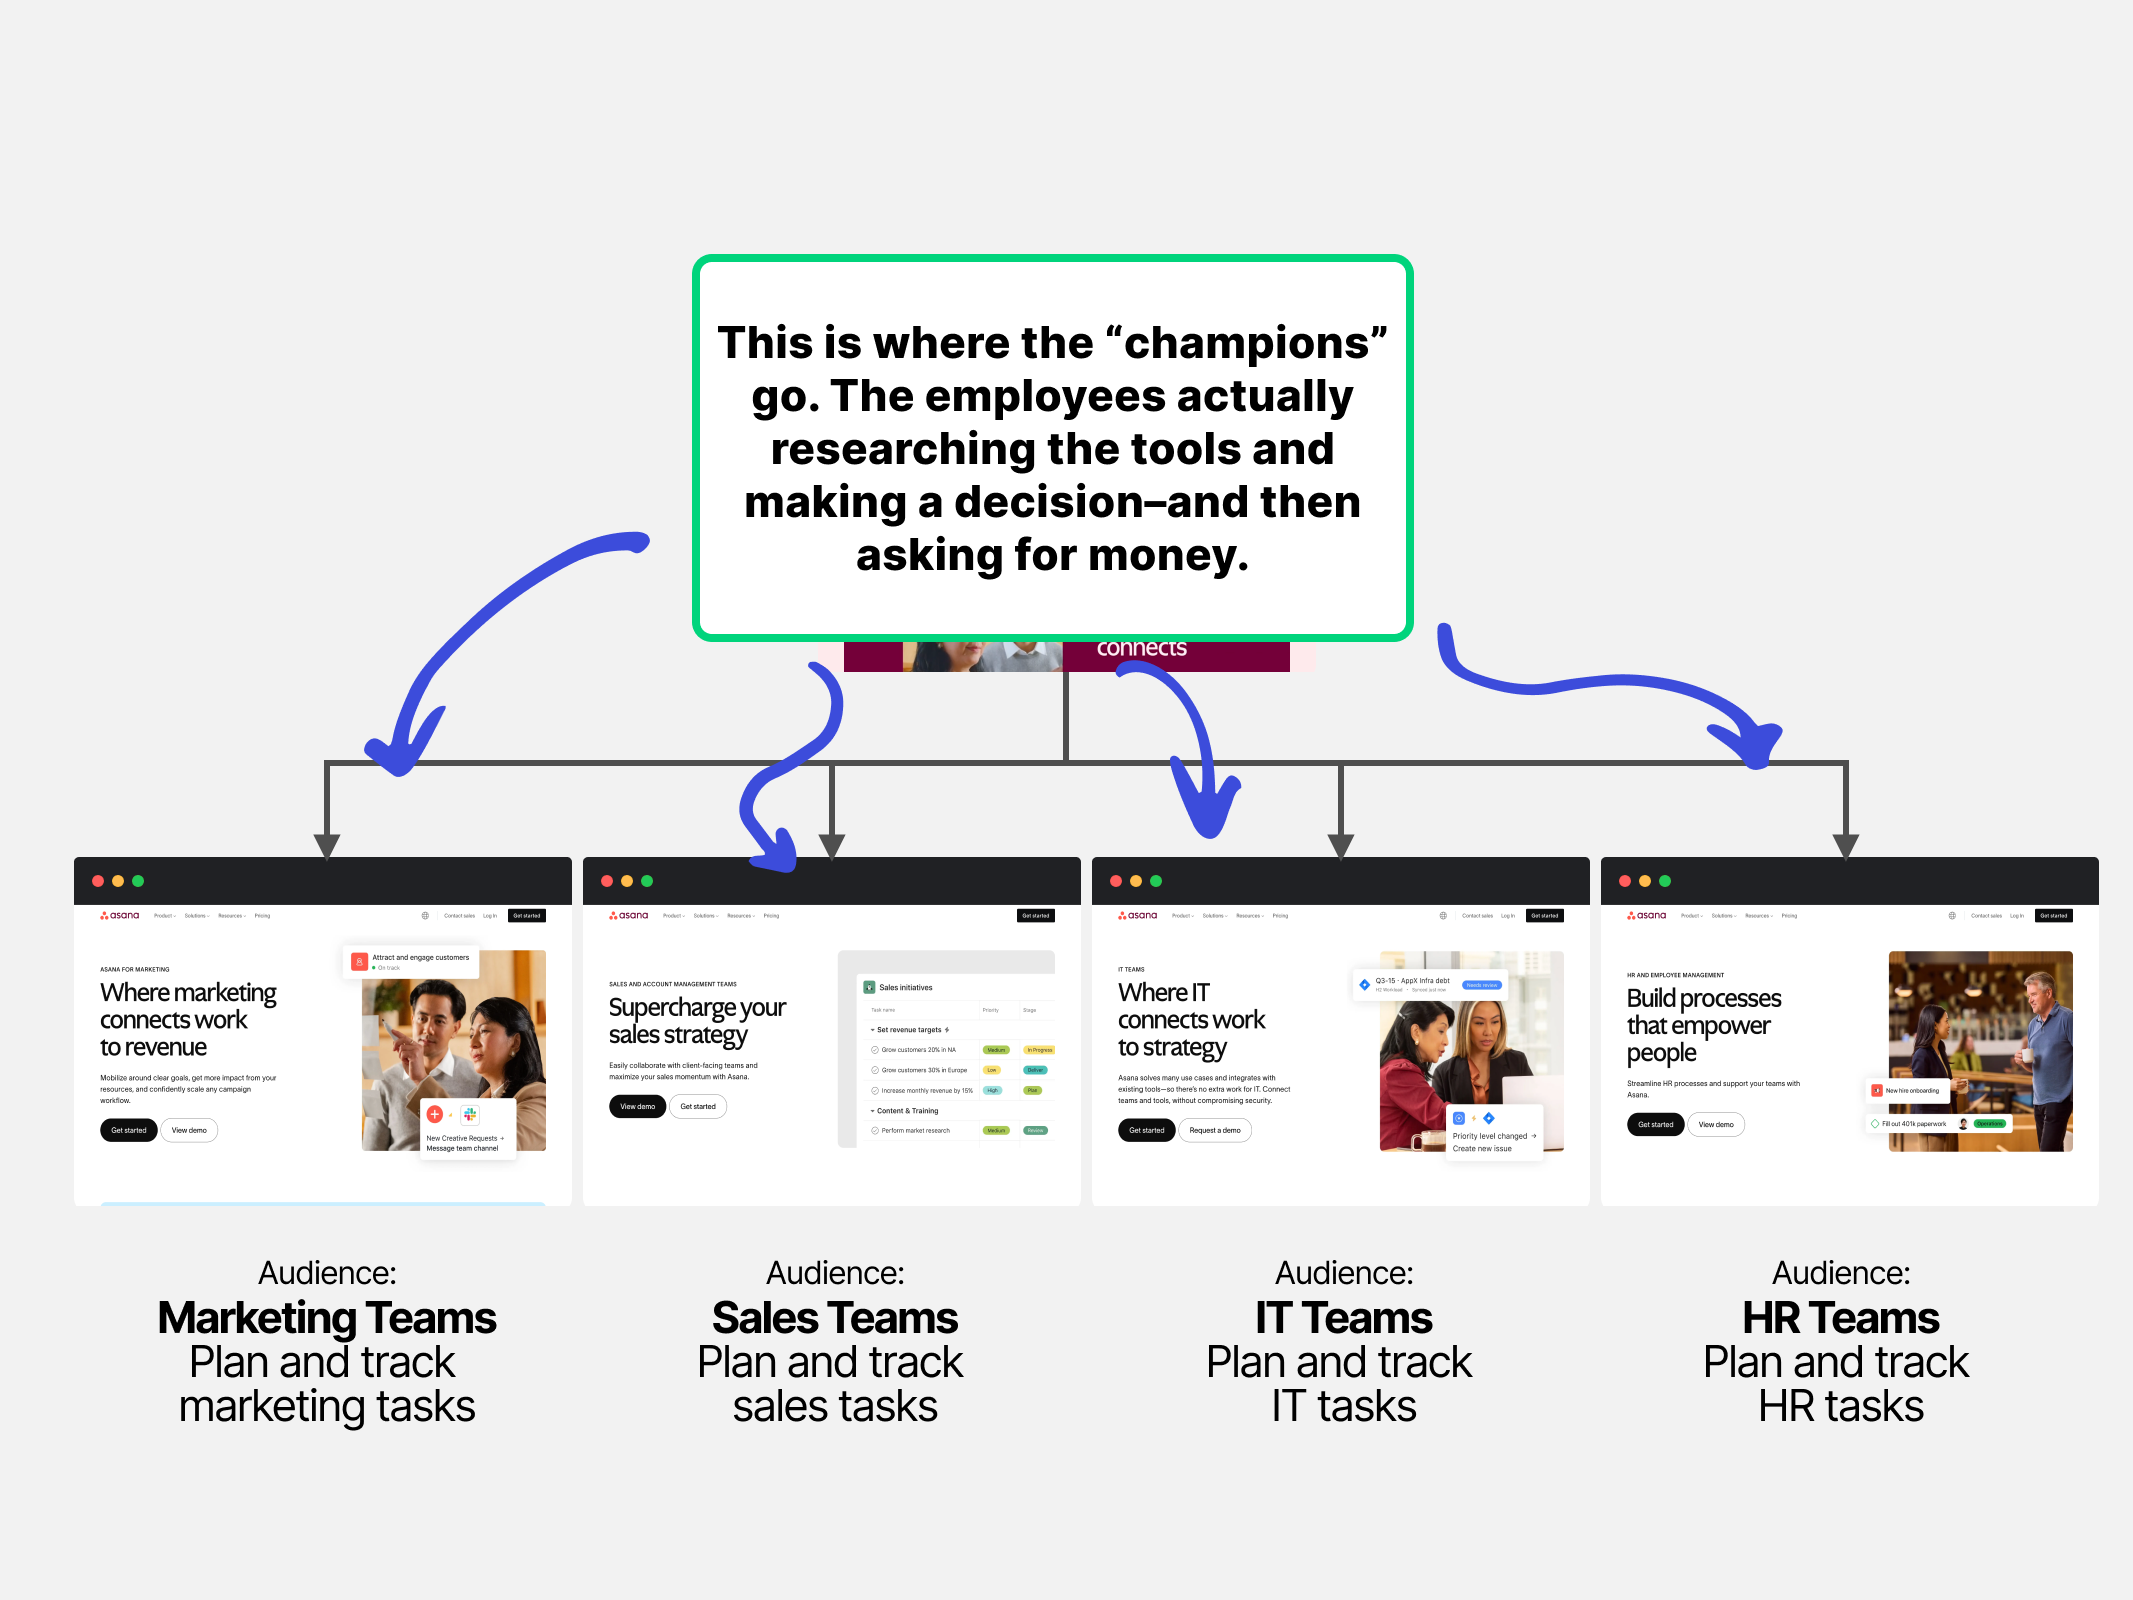 This is where the “champions”
go. The employees actually
researching the tools and
making a decision–and then
asking for money.
connects
asana
Product
Solutions
Resources
Pricing
Contact sales
Log In
Get started
Attract and engage customers
On track
ASANA FOR MARKETING
Where marketing
connects work
to revenue
Mobilize around clear goals, get more impact from your
resources, and confidently scale any campaign
workflow.
Get started
View demo
New Creative Requests →
Message team channel
asana
Product
Solutions
Resources
Pricing
Get started
SALES AND ACCOUNT MANAGEMENT TEAMS
Supercharge your
sales strategy
Easily collaborate with client-facing teams and
maximize your sales momentum with Asana.
View demo
Get started
Sales initiatives
Task name
Priority
Stage
Set revenue targets
Grow customers 20% in NA
Medium
In Progress
Grow customers 30% in Europe
Low
Deliver
Increase monthly revenue by 15%
High
Plan
Content & Training
Perform market research
Medium
Review
asana
Product
Solutions
Resources
Pricing
Contact sales
Log In
Get started
IT TEAMS
Where IT
connects work
to strategy
Asana solves many use cases and integrates with
existing tools—so there's no extra work for IT. Connect
teams and tools, without compromising security.
Get started
Request a demo
Q3-15 - AppX Infra debt
H2 Workload • Synced just now
Needs review
Priority level changed →
Create new issue
asana
Product
Solutions
Resources
Pricing
Contact sales
Log In
Get started
HR AND EMPLOYEE MANAGEMENT
Build processes
that empower
people
Streamline HR processes and support your teams with
Asana.
Get started
View demo
New hire onboarding
Fill out 401k paperwork
Operations
Audience:
Marketing Teams
Plan and track
marketing tasks
Audience:
Sales Teams
Plan and track
sales tasks
Audience:
IT Teams
Plan and track
IT tasks
Audience:
HR Teams
Plan and track
HR tasks